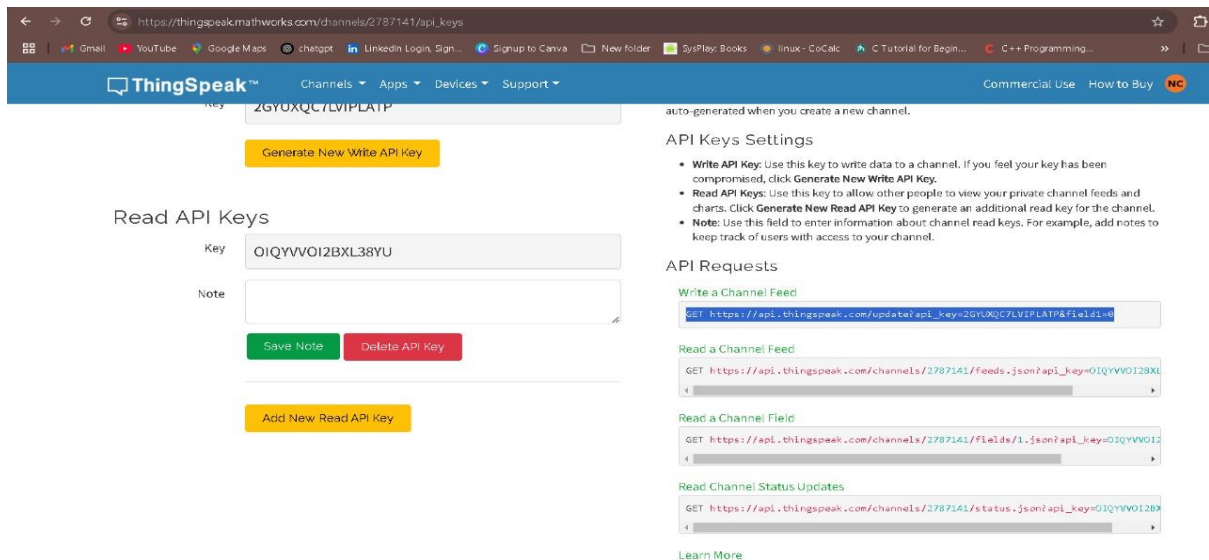 https://thingspeak.mathworks.com/channels/2787141/api_keys
Gmail YouTube Google Maps chatgpt LinkedIn Login, Sign... Signup to Canva New folder SysPlay: Books linux - CoCalc C Tutorial for Begin... C++ Programming... »
ThingSpeak™ Channels Apps Devices Support Commercial Use How to Buy NC
Key 2GYUXQC7LVIPLATP
Generate New Write API Key
Read API Keys
Key OIQYVVOI2BXL38YU
Note
Save Note Delete API Key
Add New Read API Key
auto-generated when you create a new channel.
API Keys Settings
• Write API Key: Use this key to write data to a channel. If you feel your key has been
compromised, click Generate New Write API Key.
• Read API Keys: Use this key to allow other people to view your private channel feeds and
charts. Click Generate New Read API Key to generate an additional read key for the channel.
• Note: Use this field to enter information about channel read keys. For example, add notes to
keep track of users with access to your channel.
API Requests
Write a Channel Feed
GET https://api.thingspeak.com/update?api_key=2GYUXQC7LVIPLATP&field1=0
Read a Channel Feed
GET https://api.thingspeak.com/channels/2787141/feeds.json?api_key=OIQYVVOI2BXL
Read a Channel Field
GET https://api.thingspeak.com/channels/2787141/fields/1.json?api_key=OIQYVVOI2
Read Channel Status Updates
GET https://api.thingspeak.com/channels/2787141/status.json?api_key=OIQYVVOI2BX
Learn More